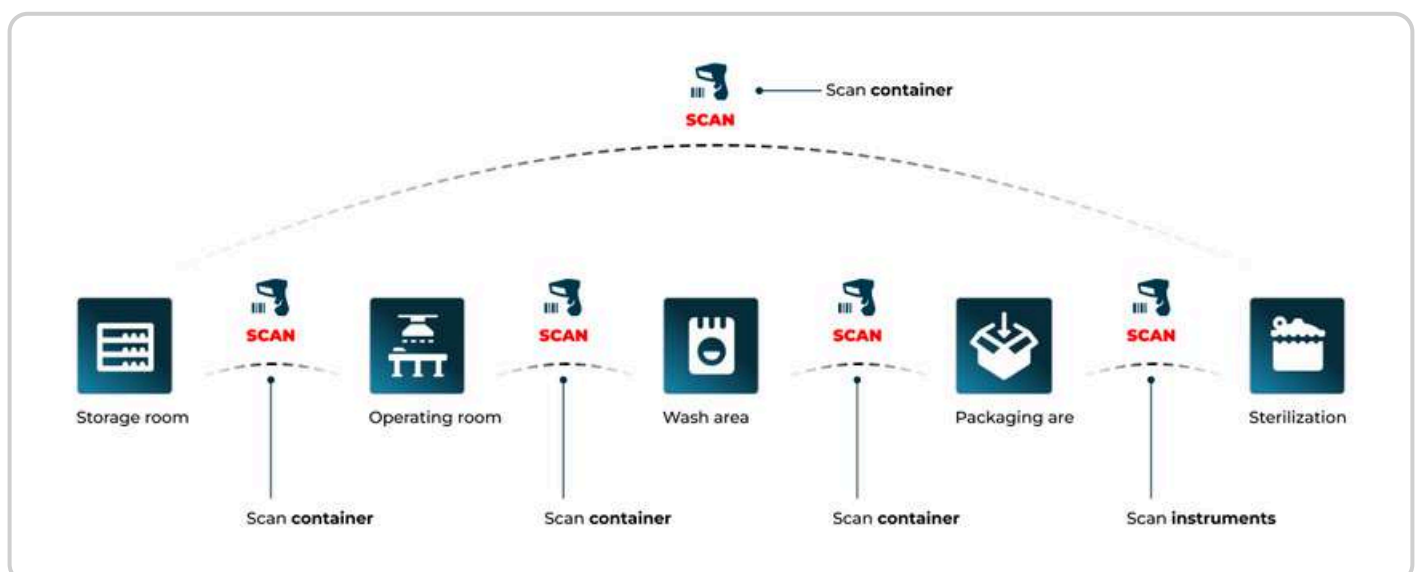 Scan container
SCAN
SCAN
SCAN
SCAN
SCAN
Storage room
Operating room
Wash area
Packaging are
Sterilization
Scan container
Scan container
Scan container
Scan instruments